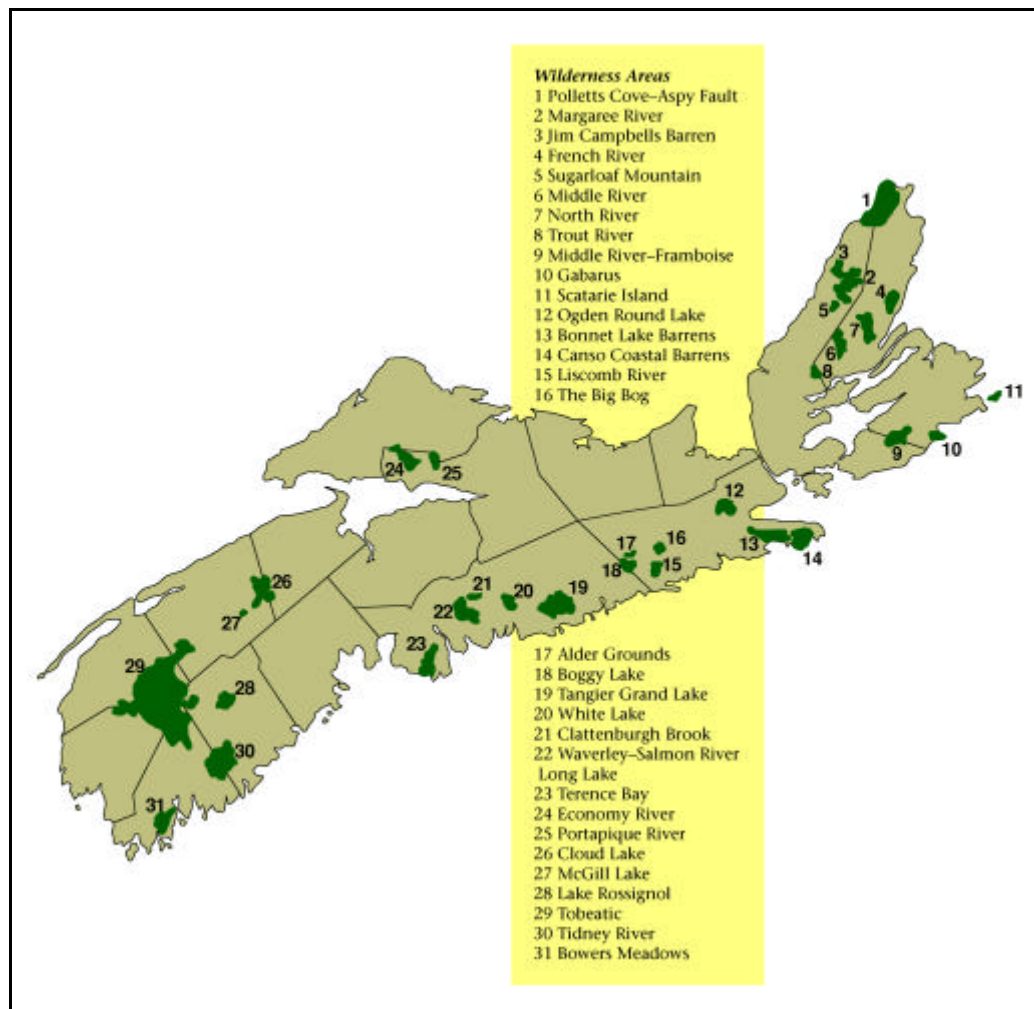 Wilderness Areas
1 Polletts Cove–Aspy Fault
2 Margaree River
3 Jim Campbells Barren
4 French River
5 Sugarloaf Mountain
6 Middle River
7 North River
8 Trout River
9 Middle River–Framboise
10 Gabarus
11 Scatarie Island
12 Ogden Round Lake
13 Bonnet Lake Barrens
14 Canso Coastal Barrens
15 Liscomb River
16 The Big Bog
1
3
2
4
5
7
6
8
11
9
10
24
25
12
13
14
17
16
18
15
26
21
20
19
22
27
23
29
28
30
31
17 Alder Grounds
18 Boggy Lake
19 Tangier Grand Lake
20 White Lake
21 Clattenburgh Brook
22 Waverley–Salmon River
Long Lake
23 Terence Bay
24 Economy River
25 Portapique River
26 Cloud Lake
27 McGill Lake
28 Lake Rossignol
29 Tobeatic
30 Tidney River
31 Bowers Meadows